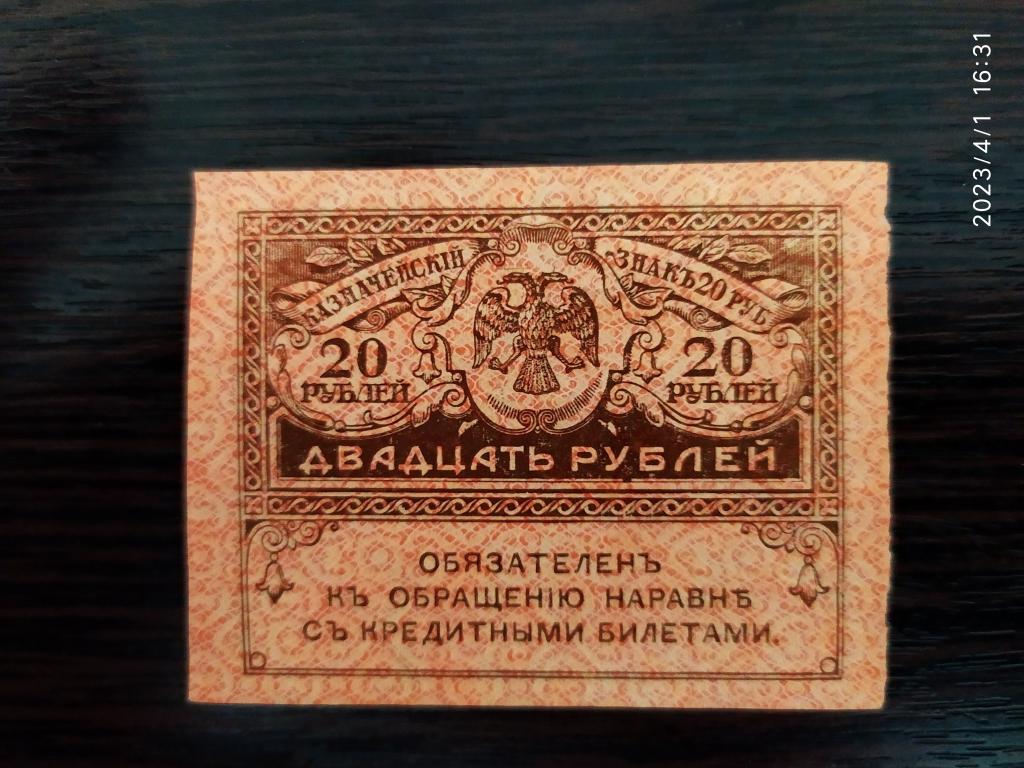 КАЗНАЧЕЙСКІЙ ЗНАКЪ 20 РУБ
20 РУБЛЕЙ
20 РУБЛЕЙ
ДВАДЦАТЬ РУБЛЕЙ
ОБЯЗАТЕЛЕНЪ
КЪ ОБРАЩЕНІЮ НАРАВНѢ
СЪ КРЕДИТНЫМИ БИЛЕТАМИ.
2023/4/1 16:31